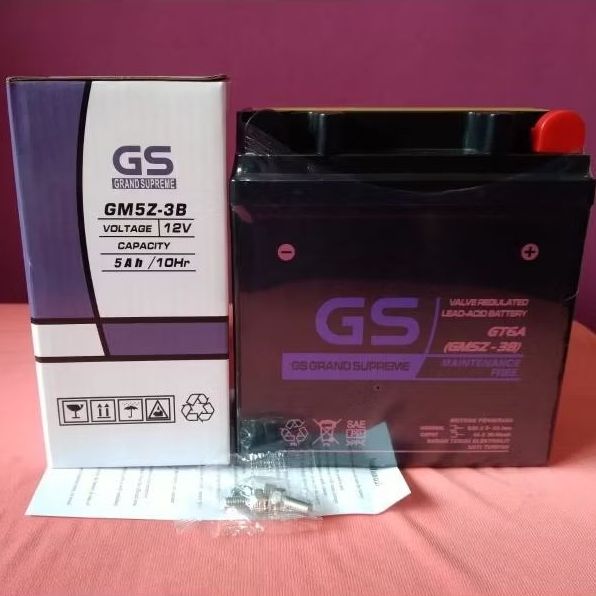 GS
GRAND SUPREME
GM5Z-3B
VOLTAGE 12V
CAPACITY
5Ah/10Hr
GS
GS GRAND SUPREME
VALVE REGULATED
LEAD-ACID BATTERY
GT6A
(GM5Z - 3B)
MAINTENANCE
FREE
SAE